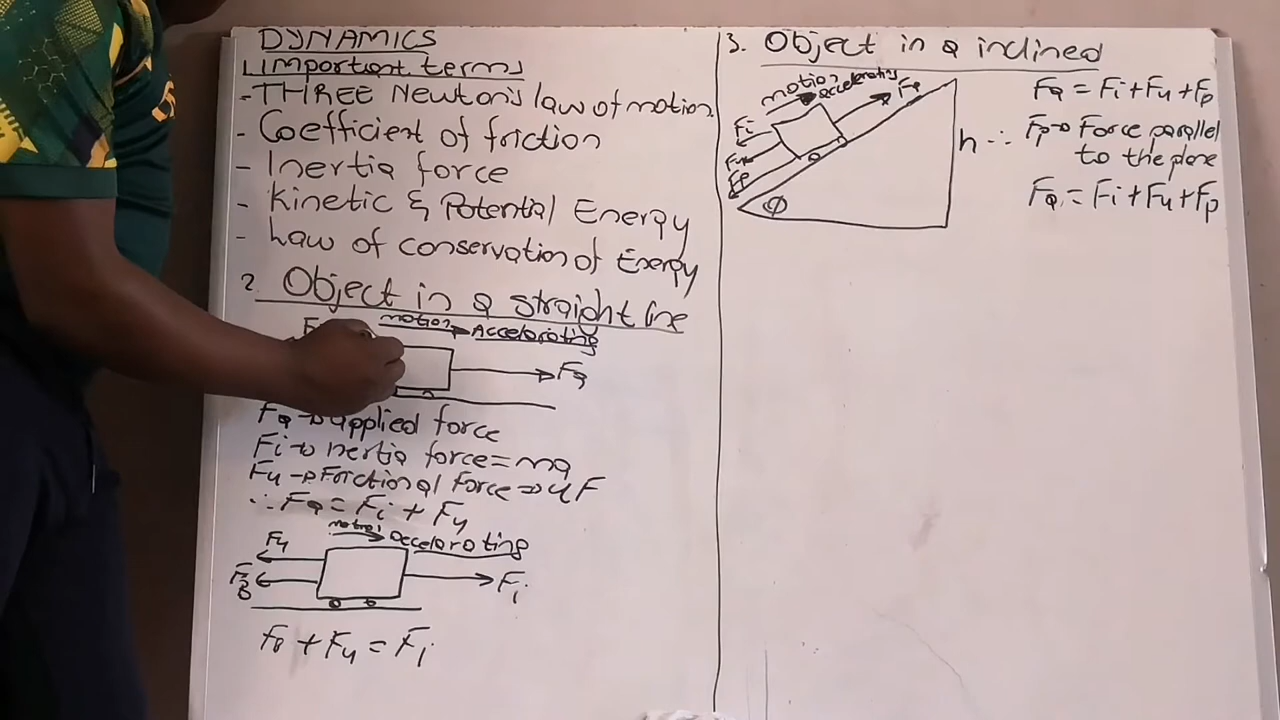 DYNAMICS
1. Important terms
- THREE Newton's law of motion.
- Coefficient of friction
- Inertia force
- Kinetic & Potential Energy
- Law of conservation of Energy
2. Object in a straight line
motion Accelorating
Fa
Fa → applied force
Fi → inertia force = ma
Fu → Frictional force ⇒ uF
∴ Fa = Fi + Fu
motion accelorating
Fu
FB
Fi
FB + Fu = Fi
3. Object in a inclined
motion accelerating
Fa
Fi
Fu
Fp
Φ
h
Fa = Fi + Fu + Fp
∴ Fp → Force parallel
to the plane
Fa = Fi + Fu + Fp